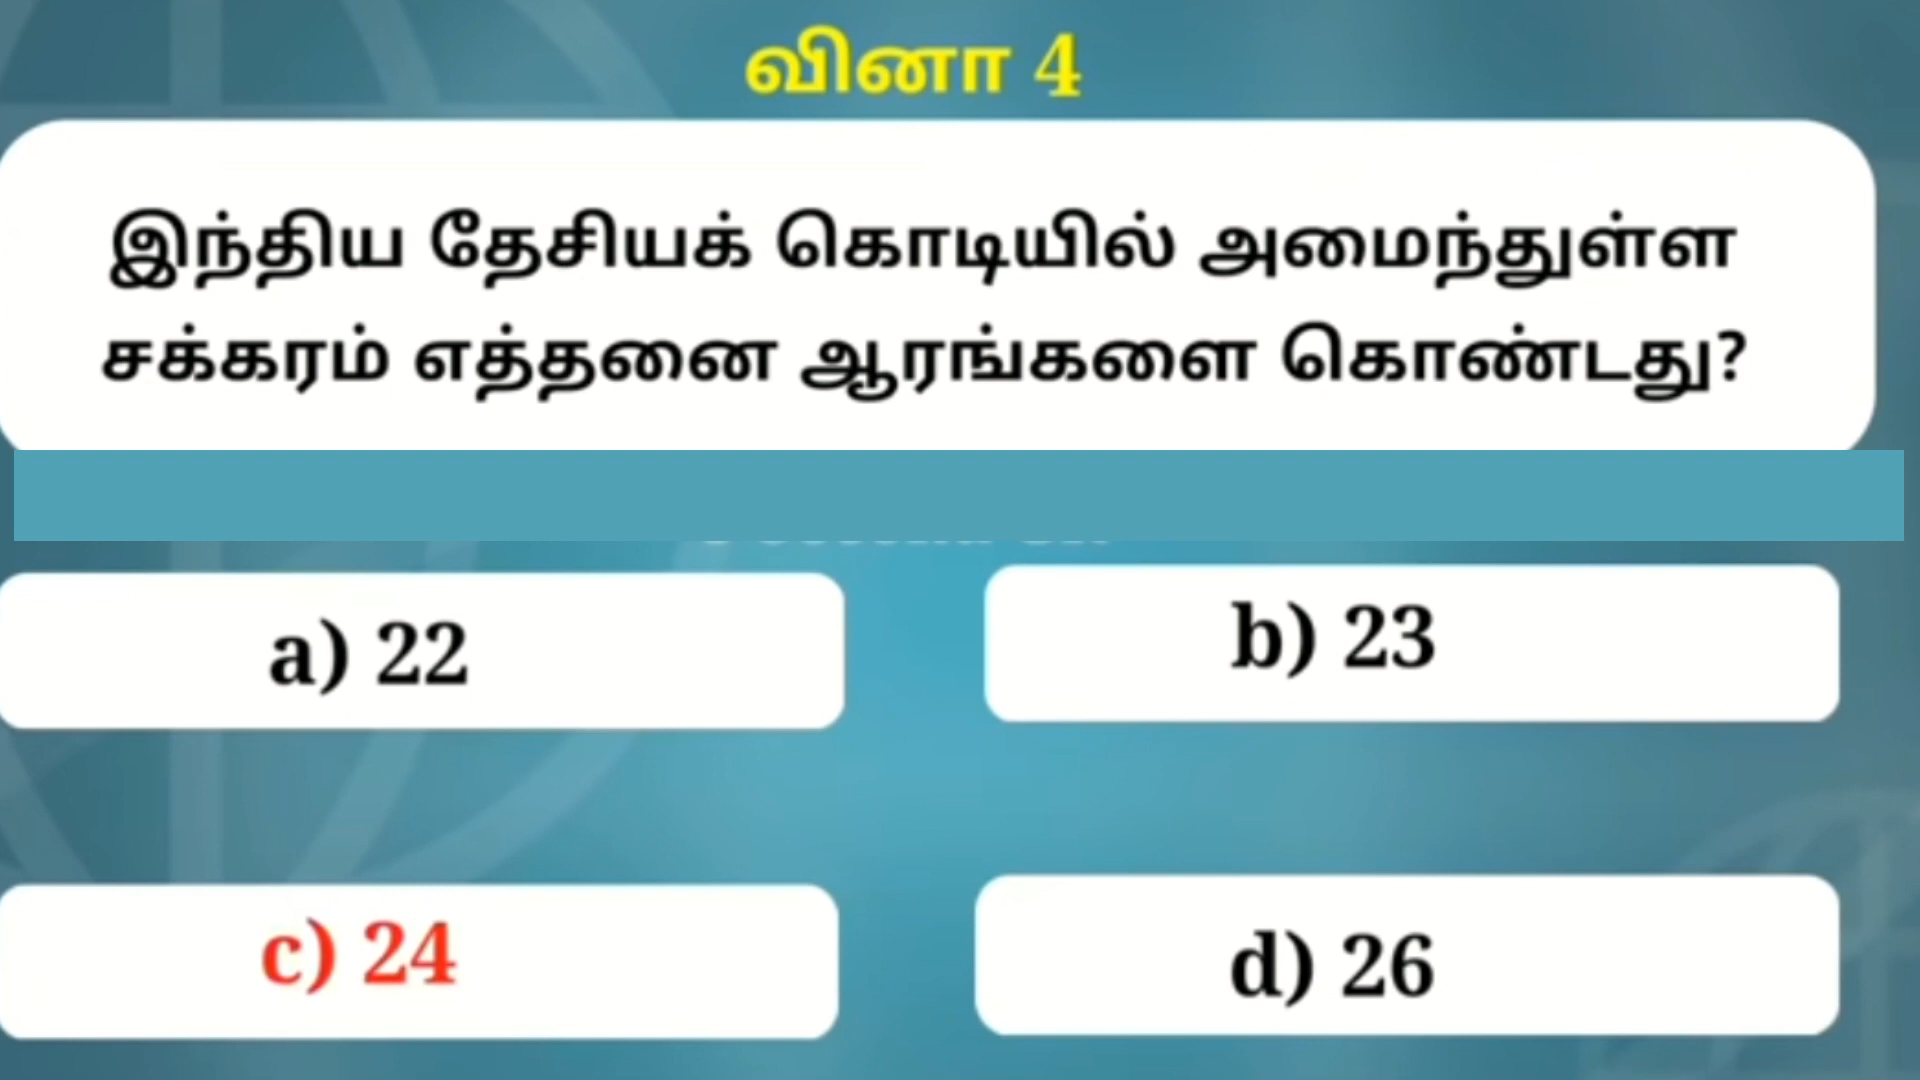 வினா 4
இந்திய தேசியக் கொடியில் அமைந்துள்ள
சக்கரம் எத்தனை ஆரங்களை கொண்டது?
a) 22
b) 23
c) 24
d) 26